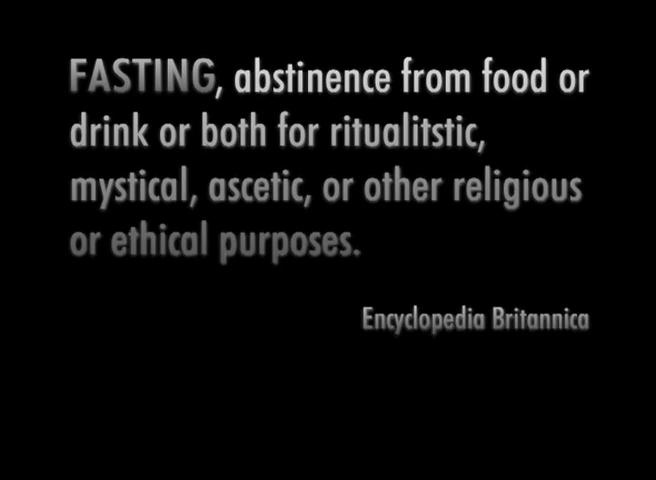 FASTING, abstinence from food or
drink or both for ritualitstic,
mystical, ascetic, or other religious
or ethical purposes.
Encyclopedia Britannica